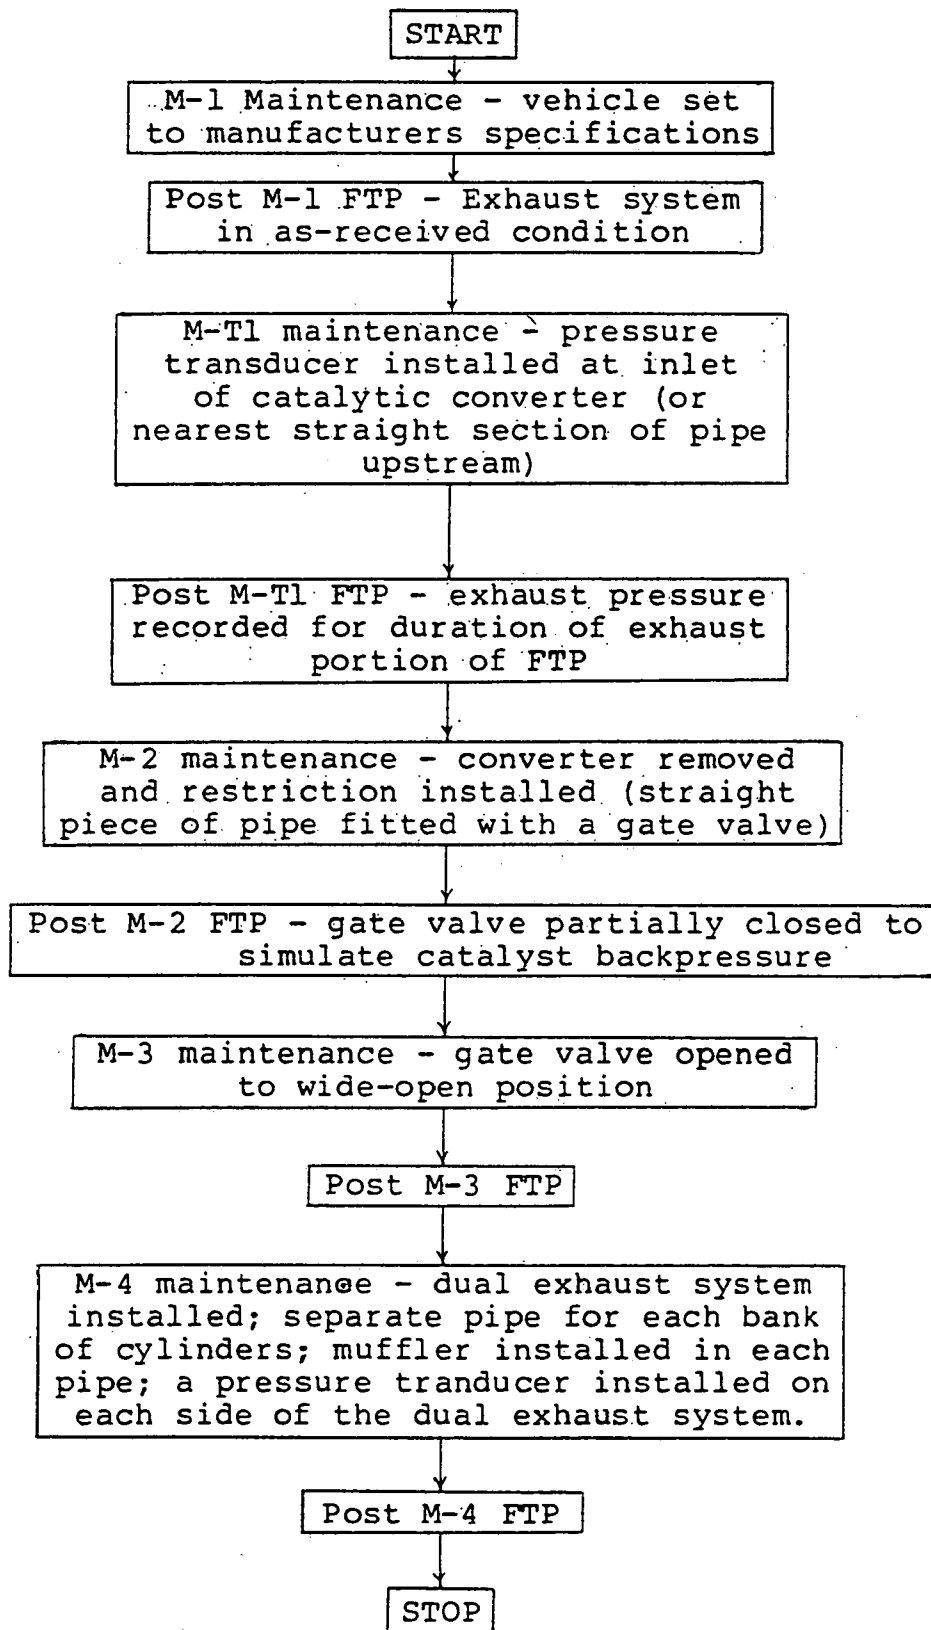 START
M-1 Maintenance - vehicle set
to manufacturers specifications
Post M-1 FTP - Exhaust system
in as-received condition
M-T1 maintenance - pressure
transducer installed at inlet
of catalytic converter (or
nearest straight section of pipe
upstream)
Post M-T1 FTP - exhaust pressure
recorded for duration of exhaust
portion of FTP
M-2 maintenance - converter removed
and restriction installed (straight
piece of pipe fitted with a gate valve)
Post M-2 FTP - gate valve partially closed to
simulate catalyst backpressure
M-3 maintenance - gate valve opened
to wide-open position
Post M-3 FTP
M-4 maintenance - dual exhaust system
installed; separate pipe for each bank
of cylinders; muffler installed in each
pipe; a pressure tranducer installed on
each side of the dual exhaust system.
Post M-4 FTP
STOP